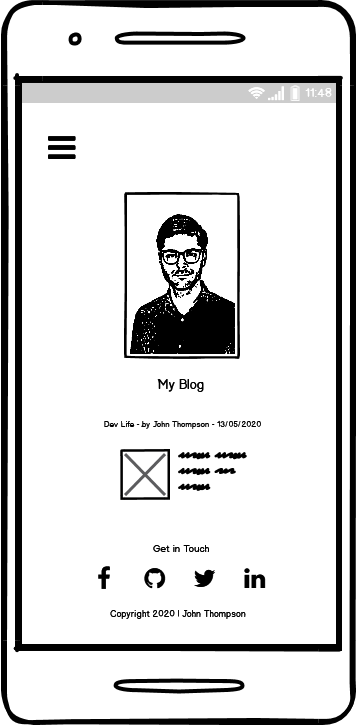 11:48
My Blog
Dev Life - by John Thompson - 13/05/2020
Get in Touch
Copyright 2020 | John Thompson